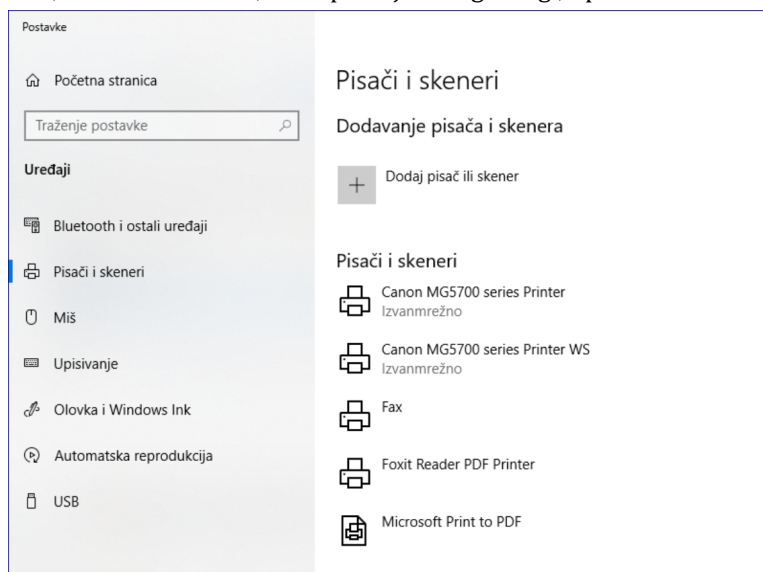 Postavke
Početna stranica
Traženje postavke
Uređaji
Bluetooth i ostali uređaji
Pisači i skeneri
Miš
Upisivanje
Olovka i Windows Ink
Automatska reprodukcija
USB
Pisači i skeneri
Dodavanje pisača i skenera
Dodaj pisač ili skener
Pisači i skeneri
Canon MG5700 series Printer
Izvanmrežno
Canon MG5700 series Printer WS
Izvanmrežno
Fax
Foxit Reader PDF Printer
Microsoft Print to PDF